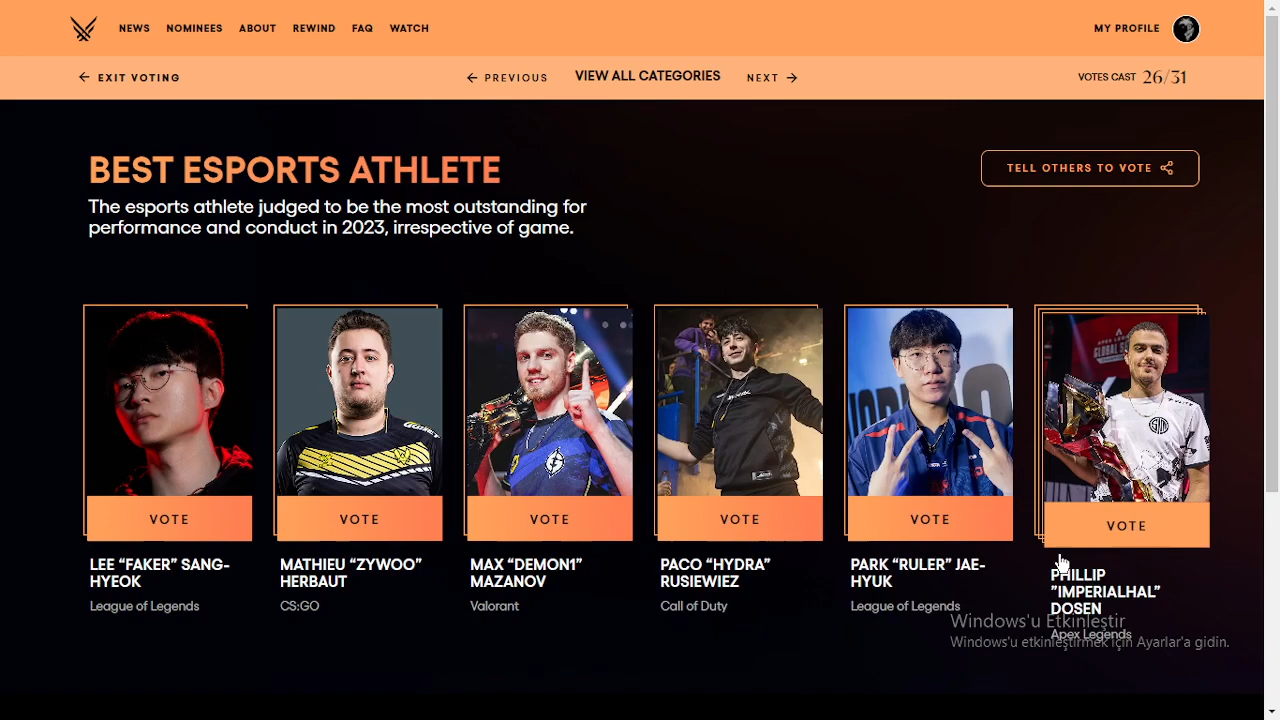 NEWS NOMINEES ABOUT REWIND FAQ WATCH MY PROFILE
EXIT VOTING PREVIOUS VIEW ALL CATEGORIES NEXT VOTES CAST 26/31
BEST ESPORTS ATHLETE
TELL OTHERS TO VOTE
The esports athlete judged to be the most outstanding for
performance and conduct in 2023, irrespective of game.
VOTE
LEE “FAKER” SANG-
HYEOK
League of Legends
VOTE
MATHIEU “ZYWOO”
HERBAUT
CS:GO
VOTE
MAX “DEMON1”
MAZANOV
Valorant
VOTE
PACO “HYDRA”
RUSIEWIEZ
Call of Duty
VOTE
PARK “RULER” JAE-
HYUK
League of Legends
VOTE
PHILLIP
”IMPERIALHAL”
DOSEN
Apex Legends
Windows'u Etkinleştir
Windows'u etkinleştirmek için Ayarlar'a gidin.